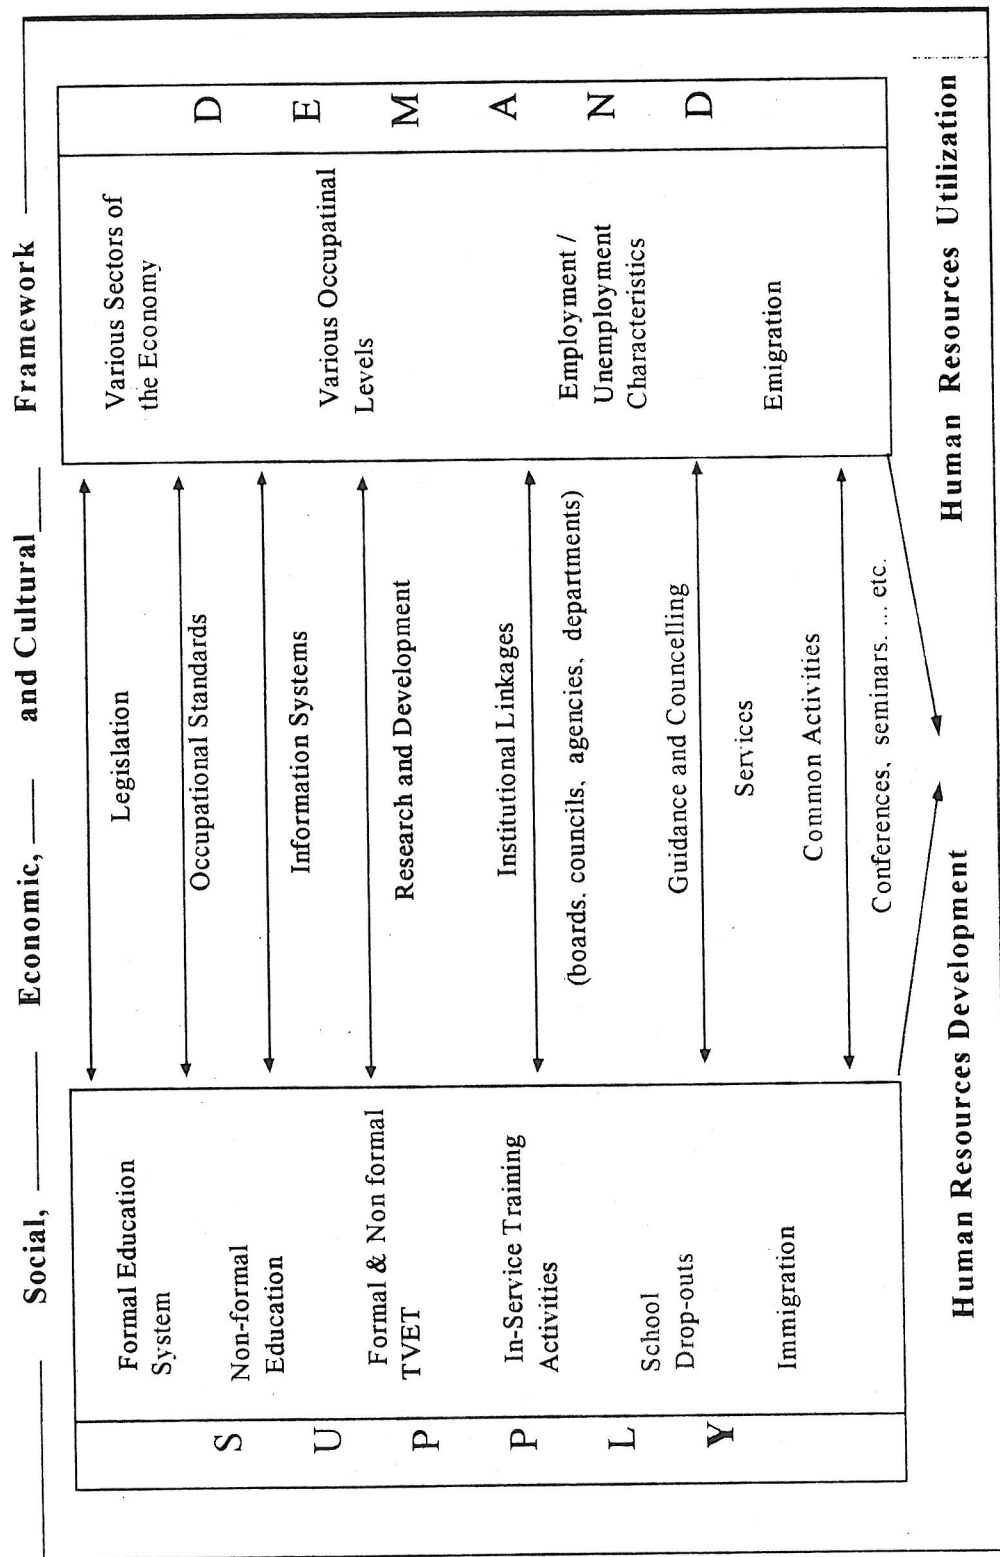 Social, Economic, and Cultural Framework
S U P P L Y
Formal Education
System
Non-formal
Education
Formal & Non formal
TVET
In-Service Training
Activities
School
Drop-outs
Immigration
Legislation
Occupational Standards
Information Systems
Research and Development
Institutional Linkages
(boards. councils, agencies, departments)
Guidance and Councelling
Services
Common Activities
Conferences, seminars. ... etc.
Various Sectors of
the Economy
Various Occupatinal
Levels
Employment /
Unemployment
Characteristics
Emigration
D E M A N D
Human Resources Development
Human Resources Utilization